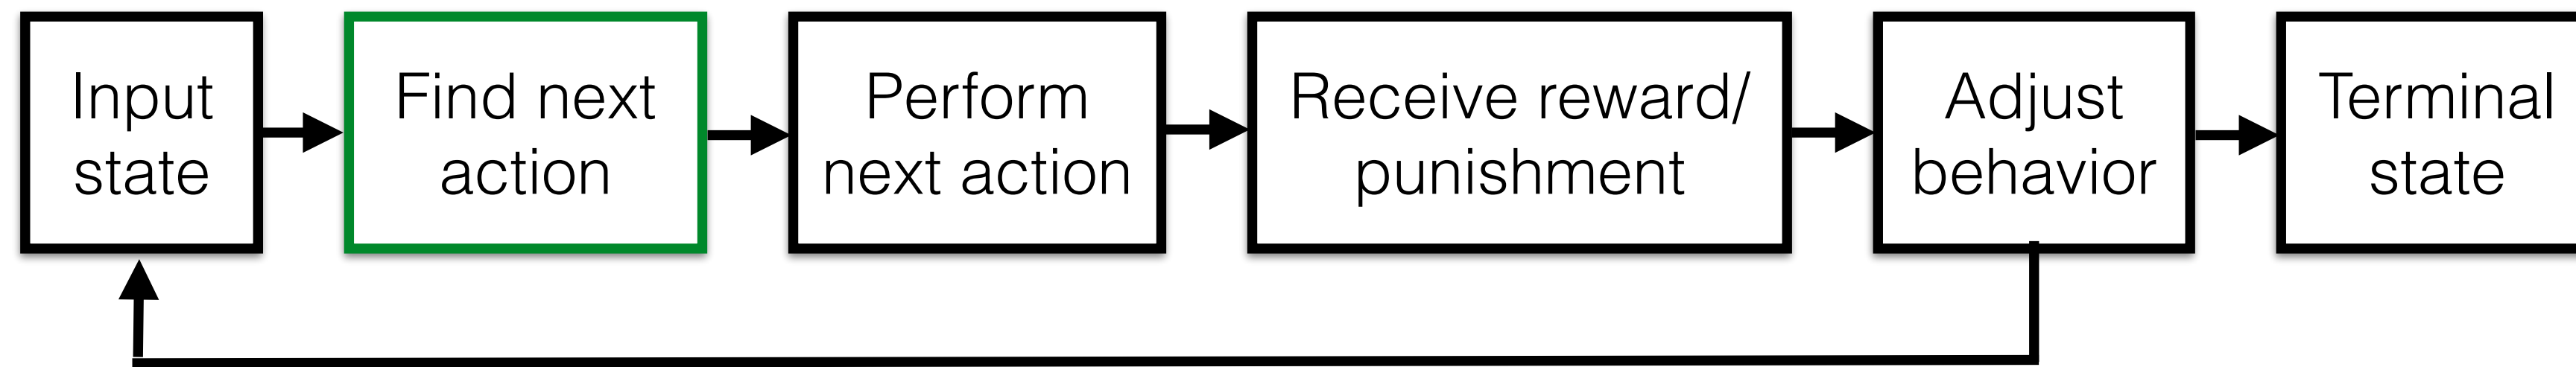 Input
state
Find next
action
Perform
next action
Receive reward/
punishment
Adjust
behavior
Terminal
state